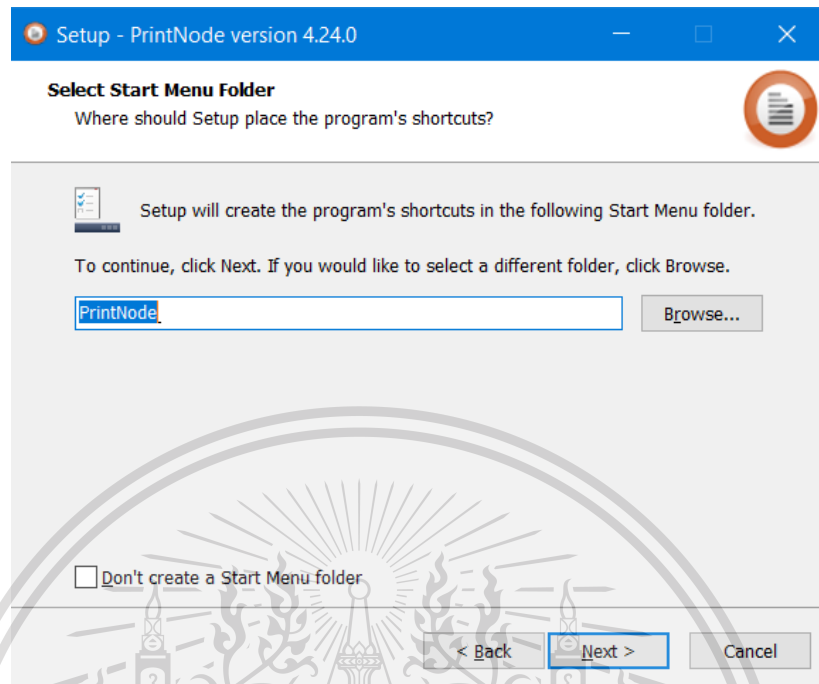 Setup - PrintNode version 4.24.0
Select Start Menu Folder
Where should Setup place the program's shortcuts?
Setup will create the program's shortcuts in the following Start Menu folder.
To continue, click Next. If you would like to select a different folder, click Browse.
PrintNode
Browse...
Don't create a Start Menu folder
< Back
Next >
Cancel